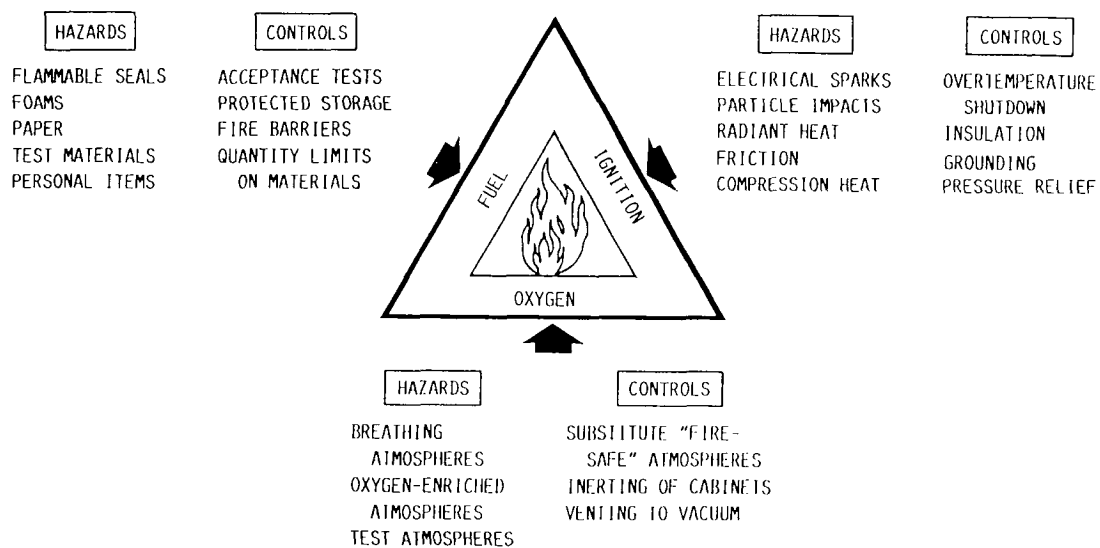 HAZARDS
FLAMMABLE SEALS
FOAMS
PAPER
TEST MATERIALS
PERSONAL ITEMS
CONTROLS
ACCEPTANCE TESTS
PROTECTED STORAGE
FIRE BARRIERS
QUANTITY LIMITS
ON MATERIALS
FUEL
IGNITION
OXYGEN
HAZARDS
ELECTRICAL SPARKS
PARTICLE IMPACTS
RADIANT HEAT
FRICTION
COMPRESSION HEAT
CONTROLS
OVERTEMPERATURE
SHUTDOWN
INSULATION
GROUNDING
PRESSURE RELIEF
HAZARDS
BREATHING
ATMOSPHERES
OXYGEN-ENRICHED
ATMOSPHERES
TEST ATMOSPHERES
CONTROLS
SUBSTITUTE "FIRE-
SAFE" ATMOSPHERES
INERTING OF CABINETS
VENTING TO VACUUM